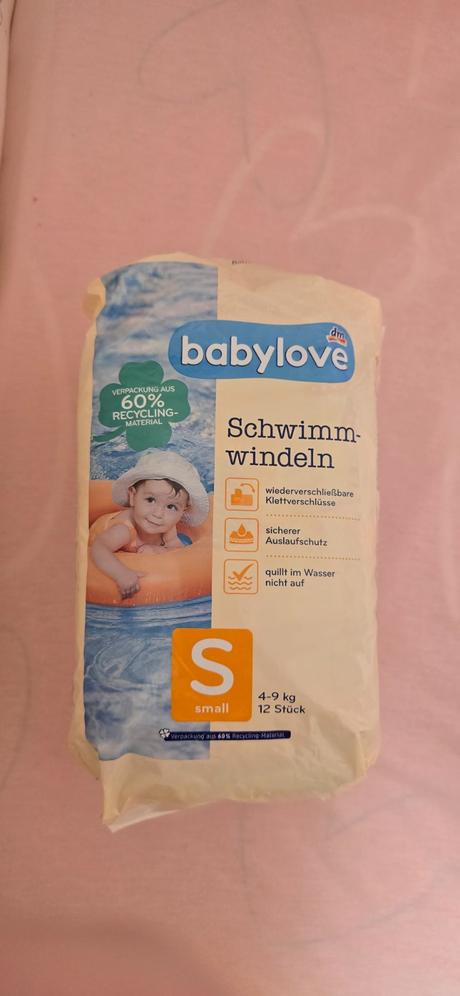 dm
babylove
VERPACKUNG AUS
60%
RECYCLING-
MATERIAL
Schwimm-
windeln
wiederverschließbare
Klettverschlüsse
sicherer
Auslaufschutz
quillt im Wasser
nicht auf
S
small
4-9 kg
12 Stück
Verpackung aus 60% Recycling-Material